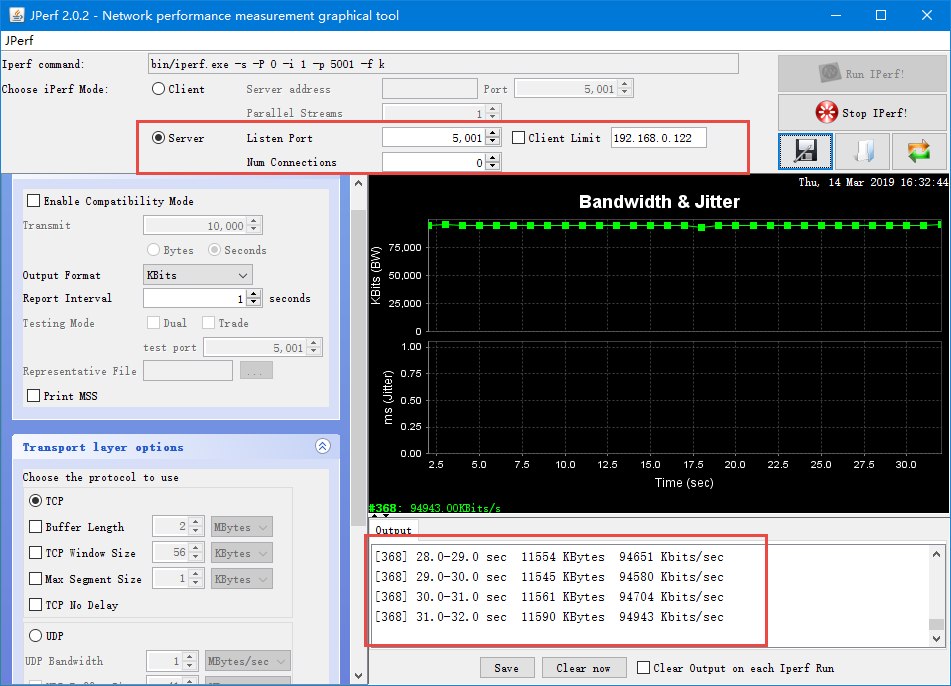 JPerf 2.0.2 - Network performance measurement graphical tool
JPerf
Iperf command: bin/iperf.exe -s -P 0 -i 1 -p 5001 -f k
Run IPerf!
Choose iPerf Mode: Client Server address Port 5,001
Parallel Streams 1
Stop IPerf!
Server Listen Port 5,001 Client Limit 192.168.0.122
Num Connections 0
Enable Compatibility Mode
Transmit 10,000
Bytes Seconds
Output Format KBits
Report Interval 1 seconds
Testing Mode Dual Trade
test port 5,001
Representative File ...
Print MSS
Transport layer options
Choose the protocol to use
TCP
Buffer Length 2 MBytes
TCP Window Size 56 KBytes
Max Segment Size 1 KBytes
TCP No Delay
UDP
UDP Bandwidth 1 MBytes/sec
Thu, 14 Mar 2019 16:32:44
Bandwidth & Jitter
KBits (BW)
75,000
50,000
25,000
0
ms (Jitter)
1.00
0.75
0.50
0.25
0.00
2.5 5.0 7.5 10.0 12.5 15.0 17.5 20.0 22.5 25.0 27.5 30.0
Time (sec)
#368: 94943.00KBits/s
Output
[368] 28.0-29.0 sec 11554 KBytes 94651 Kbits/sec
[368] 29.0-30.0 sec 11545 KBytes 94580 Kbits/sec
[368] 30.0-31.0 sec 11561 KBytes 94704 Kbits/sec
[368] 31.0-32.0 sec 11590 KBytes 94943 Kbits/sec
Save Clear now Clear Output on each Iperf Run